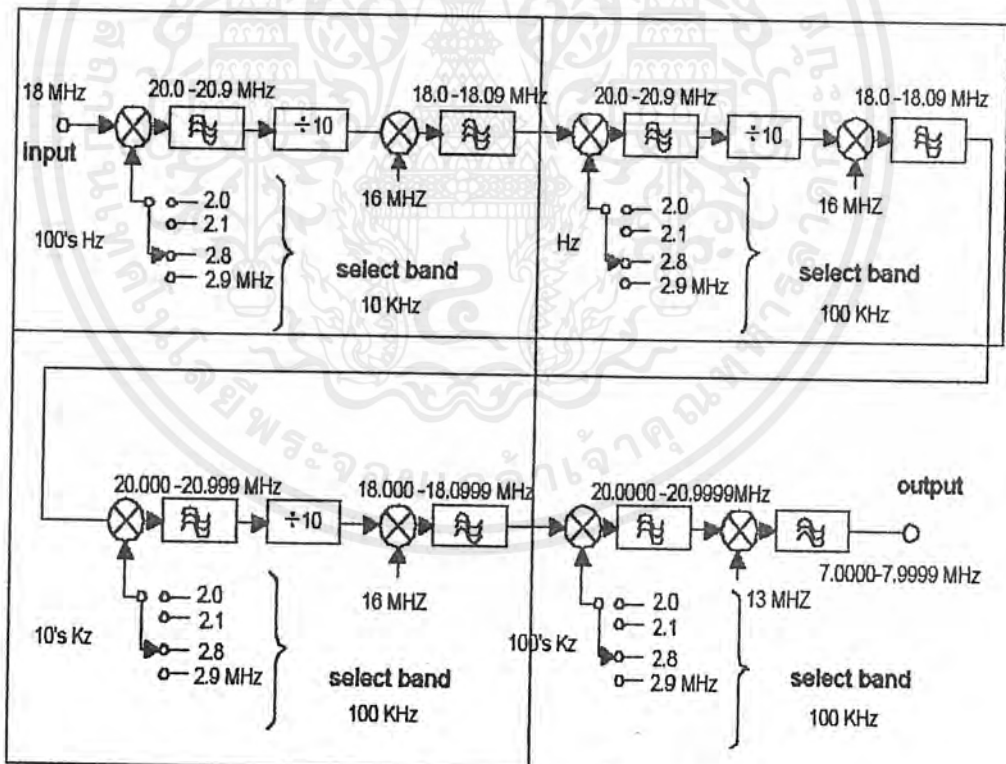 18 MHz
20.0 -20.9 MHz
÷10
18.0 -18.09 MHz
input
16 MHZ
100's Hz
2.0
2.1
2.8
2.9 MHz
select band
10 KHz
20.0 -20.9 MHz
÷10
18.0 -18.09 MHz
16 MHZ
Hz
2.0
2.1
2.8
2.9 MHz
select band
100 KHz
20.000 -20.999 MHz
÷10
18.000 -18.0999 MHz
16 MHZ
10's Kz
2.0
2.1
2.8
2.9 MHz
select band
100 KHz
20.0000 -20.9999MHz
output
7.0000-7.9999 MHz
13 MHZ
100's Kz
2.0
2.1
2.8
2.9 MHz
select band
100 KHz